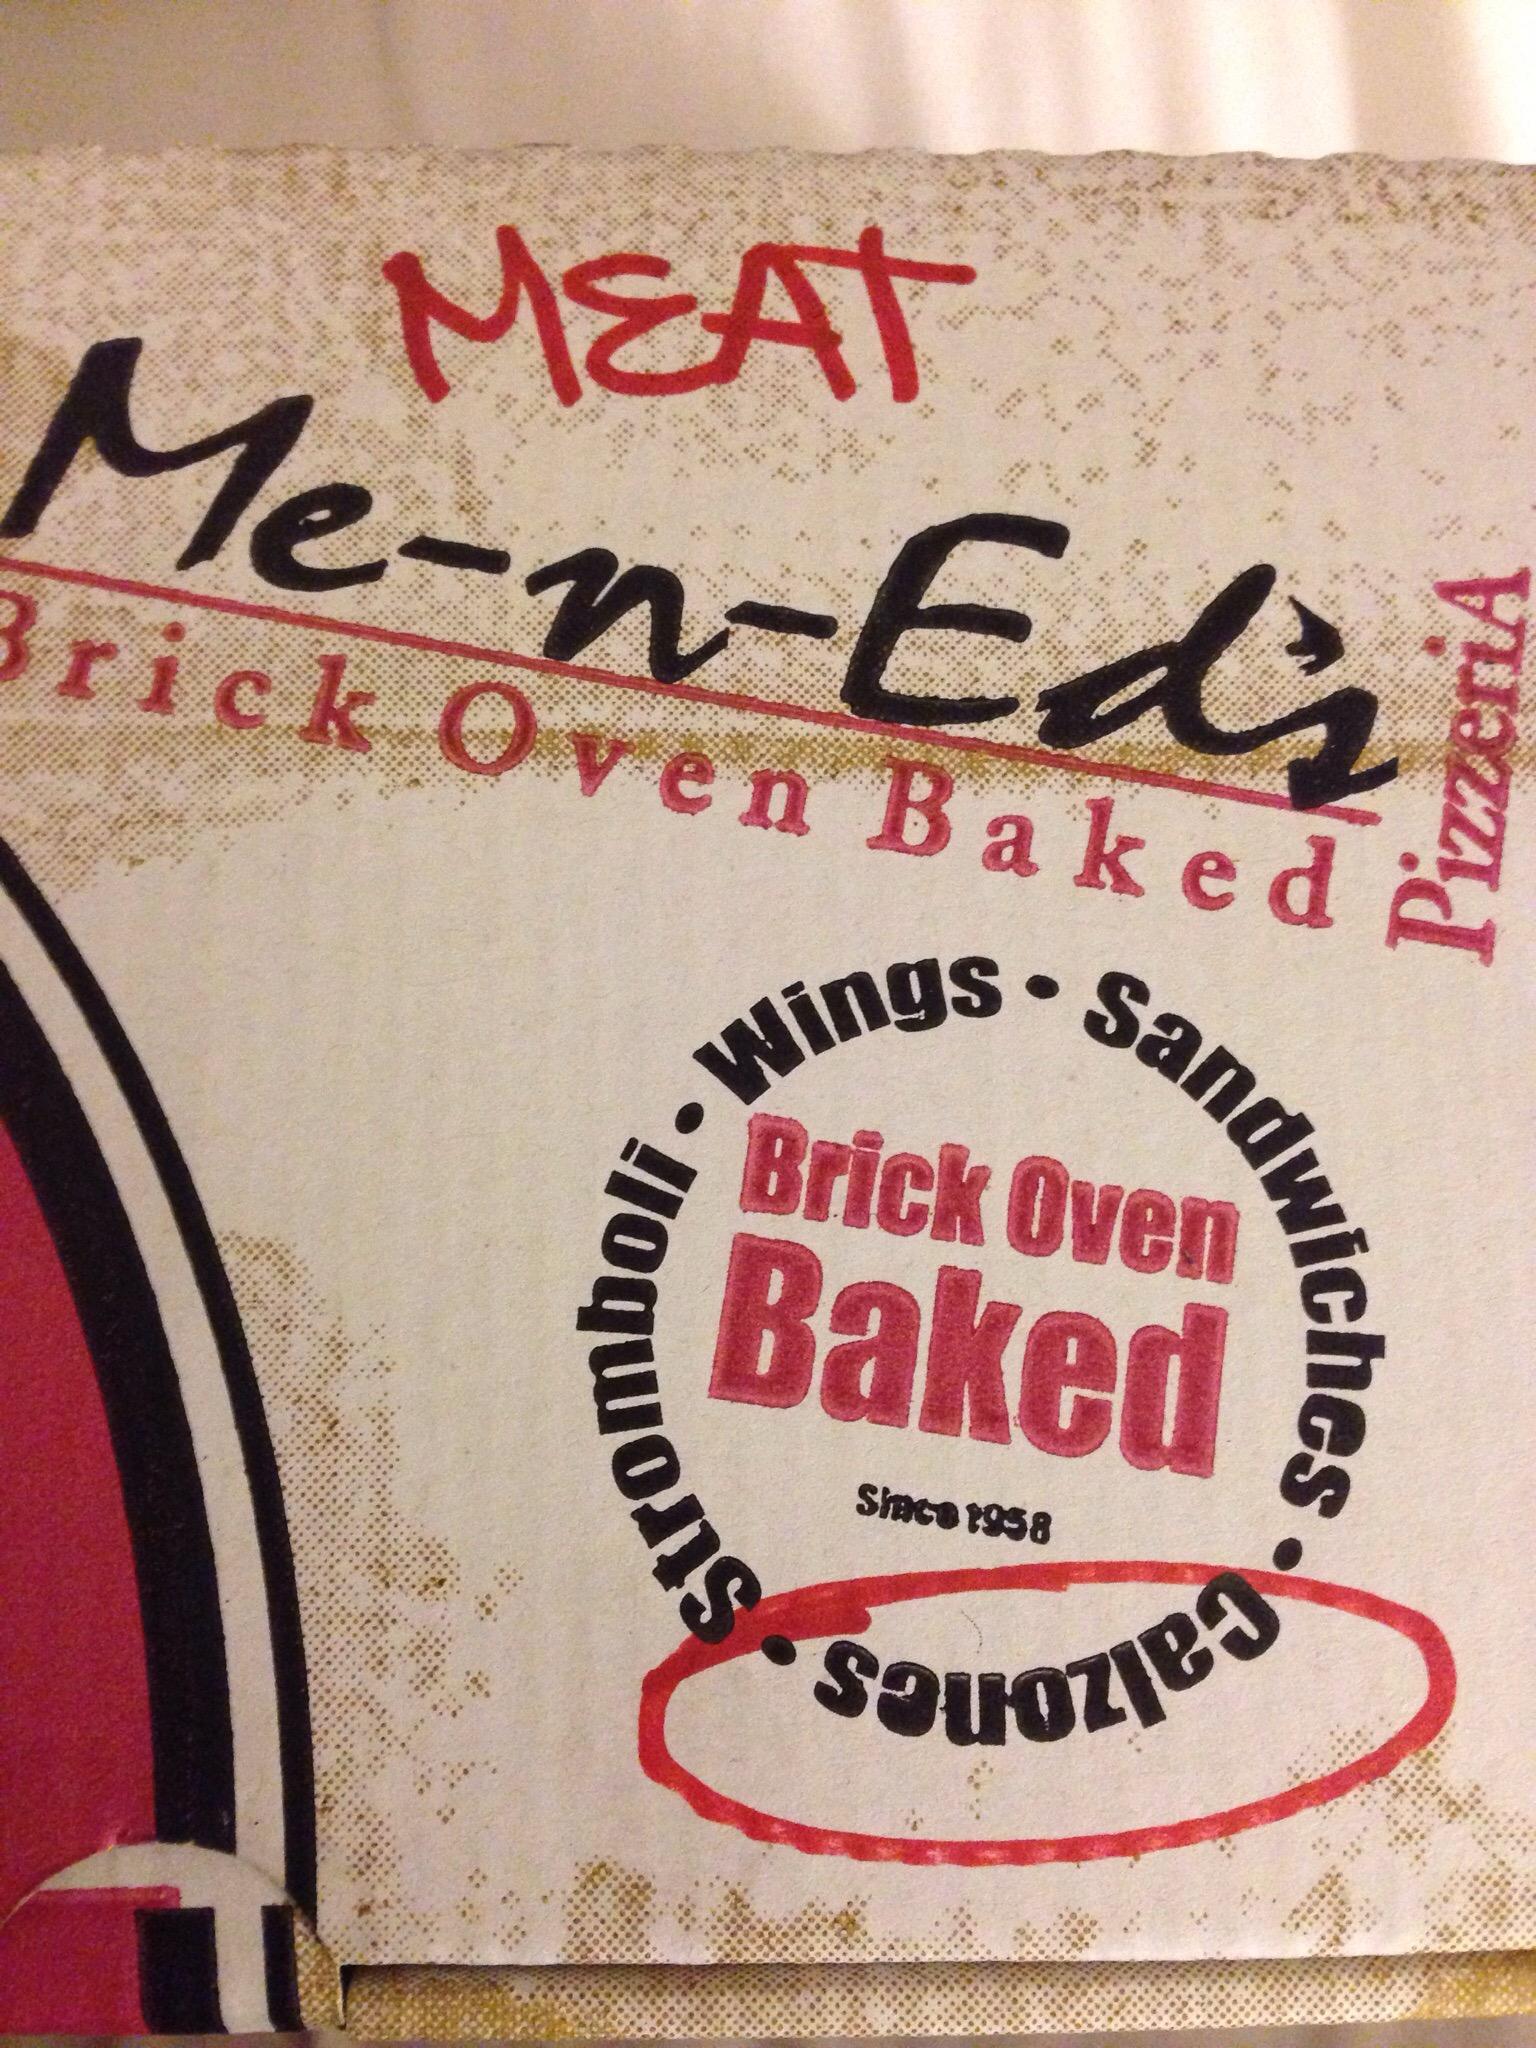 MEAT
Me-n-Ed's
Brick Oven Baked
PizzeriA
Stromboli • Wings • Sandwiches • Calzones •
Brick Oven
Baked
Since 1958